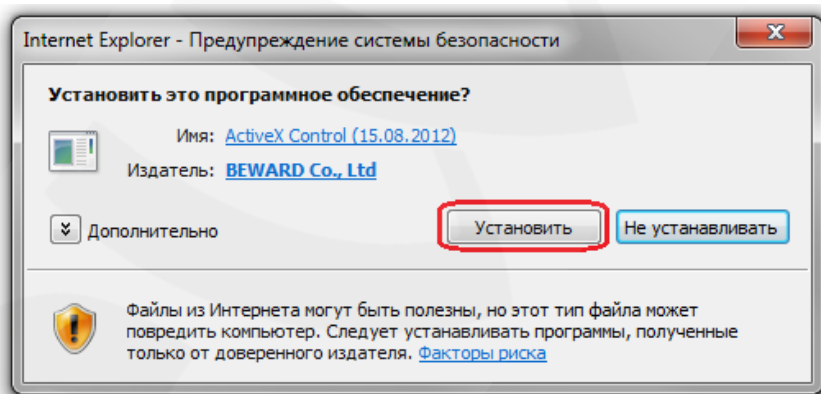 Internet Explorer - Предупреждение системы безопасности
Установить это программное обеспечение?
Имя: ActiveX Control (15.08.2012)
Издатель: BEWARD Co., Ltd
Дополнительно
Установить
Не устанавливать
Файлы из Интернета могут быть полезны, но этот тип файла может
повредить компьютер. Следует устанавливать программы, полученные
только от доверенного издателя. Факторы риска